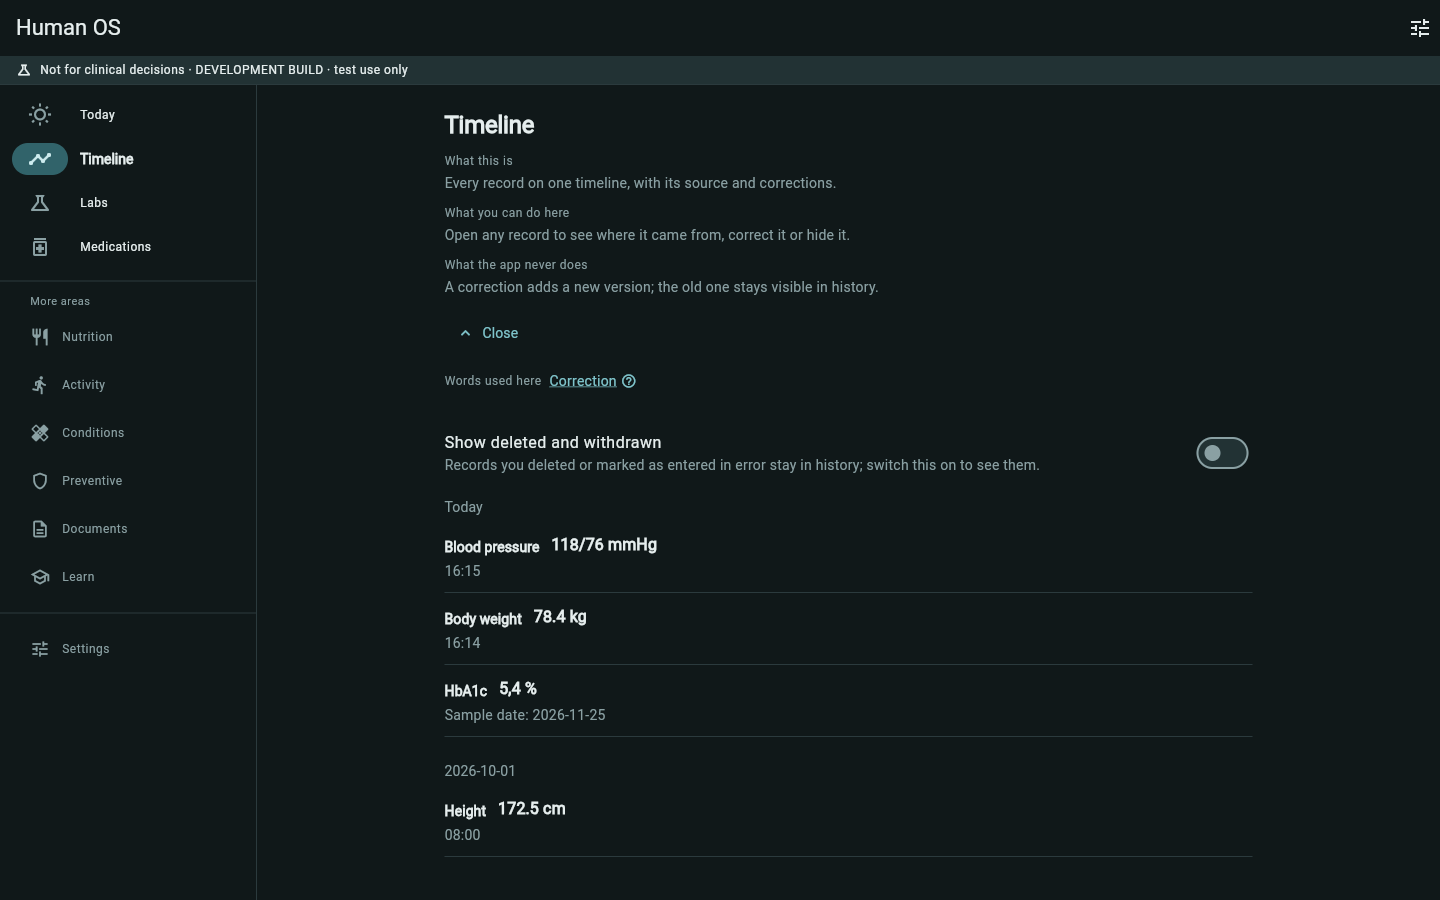 Human OS
Not for clinical decisions · DEVELOPMENT BUILD · test use only
Today
Timeline
Labs
Medications
More areas
Nutrition
Activity
Conditions
Preventive
Documents
Learn
Settings
Timeline
What this is
Every record on one timeline, with its source and corrections.
What you can do here
Open any record to see where it came from, correct it or hide it.
What the app never does
A correction adds a new version; the old one stays visible in history.
Close
Words used here Correction
Show deleted and withdrawn
Records you deleted or marked as entered in error stay in history; switch this on to see them.
Today
Blood pressure 118/76 mmHg
16:15
Body weight 78.4 kg
16:14
HbA1c 5,4 %
Sample date: 2026-11-25
2026-10-01
Height 172.5 cm
08:00